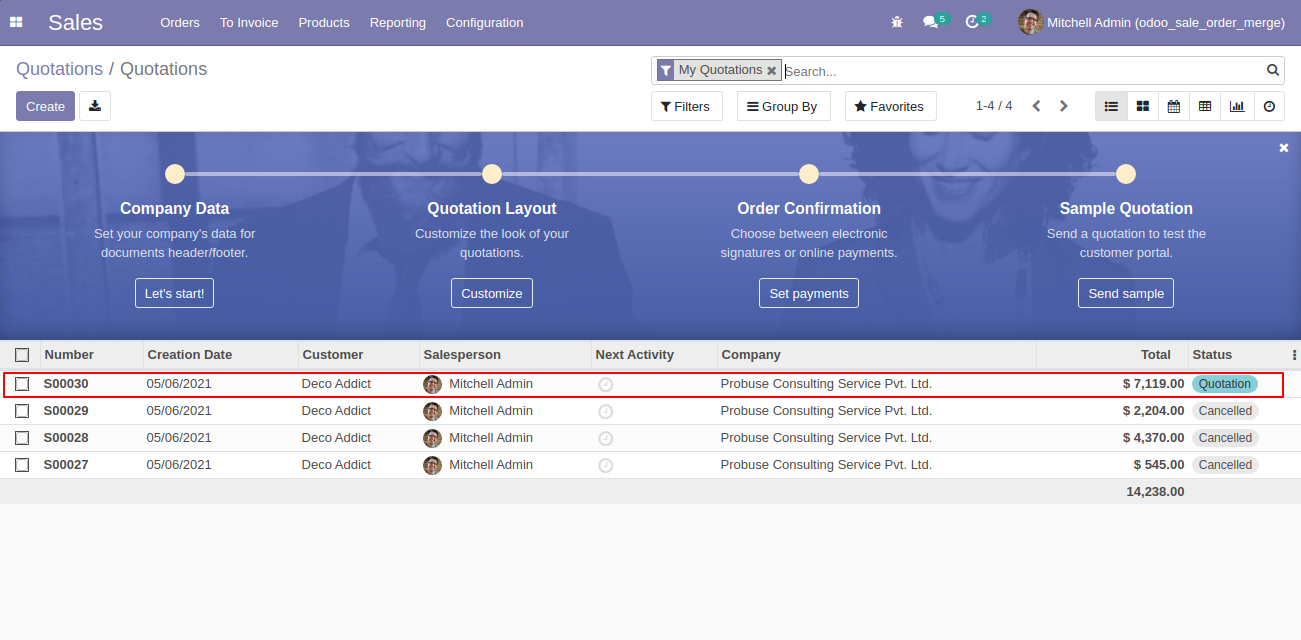 Sales Orders To Invoice Products Reporting Configuration 5 2 Mitchell Admin (odoo_sale_order_merge)
Quotations / Quotations
My Quotations Search...
Create Filters Group By Favorites 1-4 / 4
Company Data Quotation Layout Order Confirmation Sample Quotation
Set your company's data for Customize the look of your Choose between electronic Send a quotation to test the
documents header/footer. quotations. signatures or online payments. customer portal.
Let's start! Customize Set payments Send sample
Number Creation Date Customer Salesperson Next Activity Company Total Status
S00030 05/06/2021 Deco Addict Mitchell Admin Probuse Consulting Service Pvt. Ltd. $ 7,119.00 Quotation
S00029 05/06/2021 Deco Addict Mitchell Admin Probuse Consulting Service Pvt. Ltd. $ 2,204.00 Cancelled
S00028 05/06/2021 Deco Addict Mitchell Admin Probuse Consulting Service Pvt. Ltd. $ 4,370.00 Cancelled
S00027 05/06/2021 Deco Addict Mitchell Admin Probuse Consulting Service Pvt. Ltd. $ 545.00 Cancelled
14,238.00